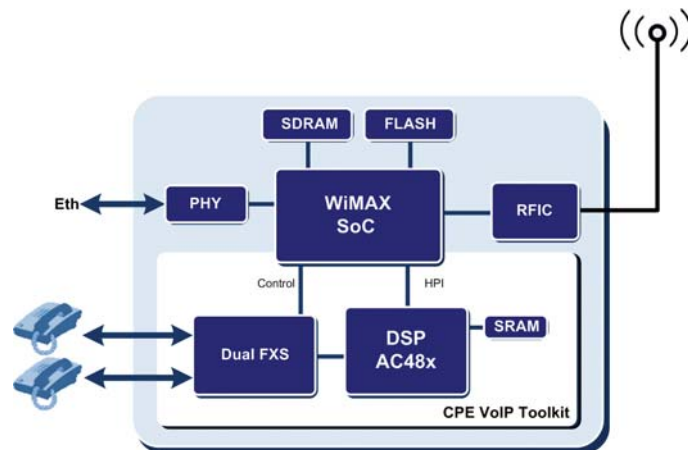 SDRAM
FLASH
Eth
PHY
WiMAX
SoC
RFIC
Control
HPI
Dual FXS
DSP
AC48x
SRAM
CPE VoIP Toolkit